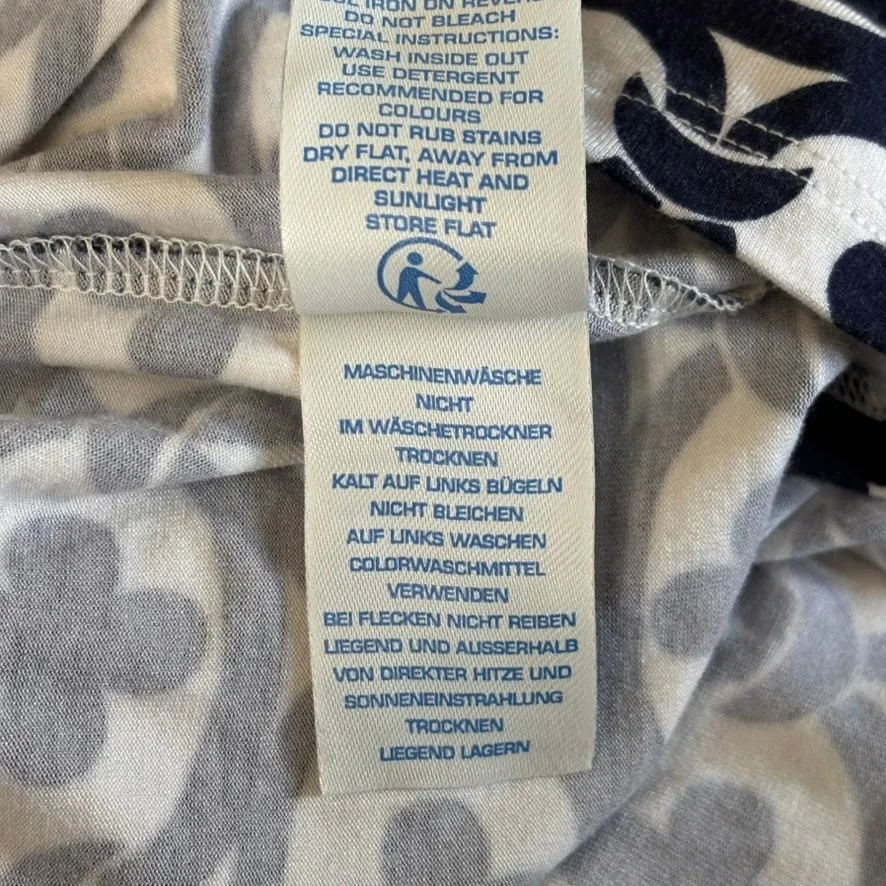 IRON ON REVERSE
DO NOT BLEACH
SPECIAL INSTRUCTIONS:
WASH INSIDE OUT
USE DETERGENT
RECOMMENDED FOR
COLOURS
DO NOT RUB STAINS
DRY FLAT, AWAY FROM
DIRECT HEAT AND
SUNLIGHT
STORE FLAT
MASCHINENWÄSCHE
NICHT
IM WÄSCHETROCKNER
TROCKNEN
KALT AUF LINKS BÜGELN
NICHT BLEICHEN
AUF LINKS WASCHEN
COLORWASCHMITTEL
VERWENDEN
BEI FLECKEN NICHT REIBEN
LIEGEND UND AUSSERHALB
VON DIREKTER HITZE UND
SONNENEINSTRAHLUNG
TROCKNEN
LIEGEND LAGERN